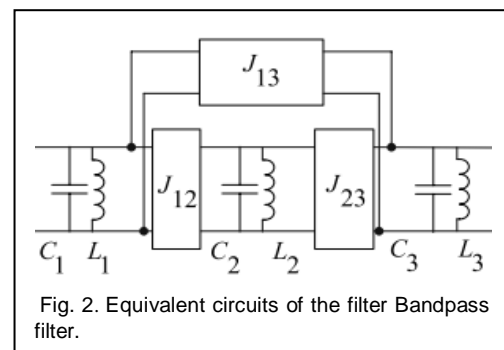 J13
J12
J23
C1 L1 C2 L2 C3 L3
Fig. 2. Equivalent circuits of the filter Bandpass
filter.